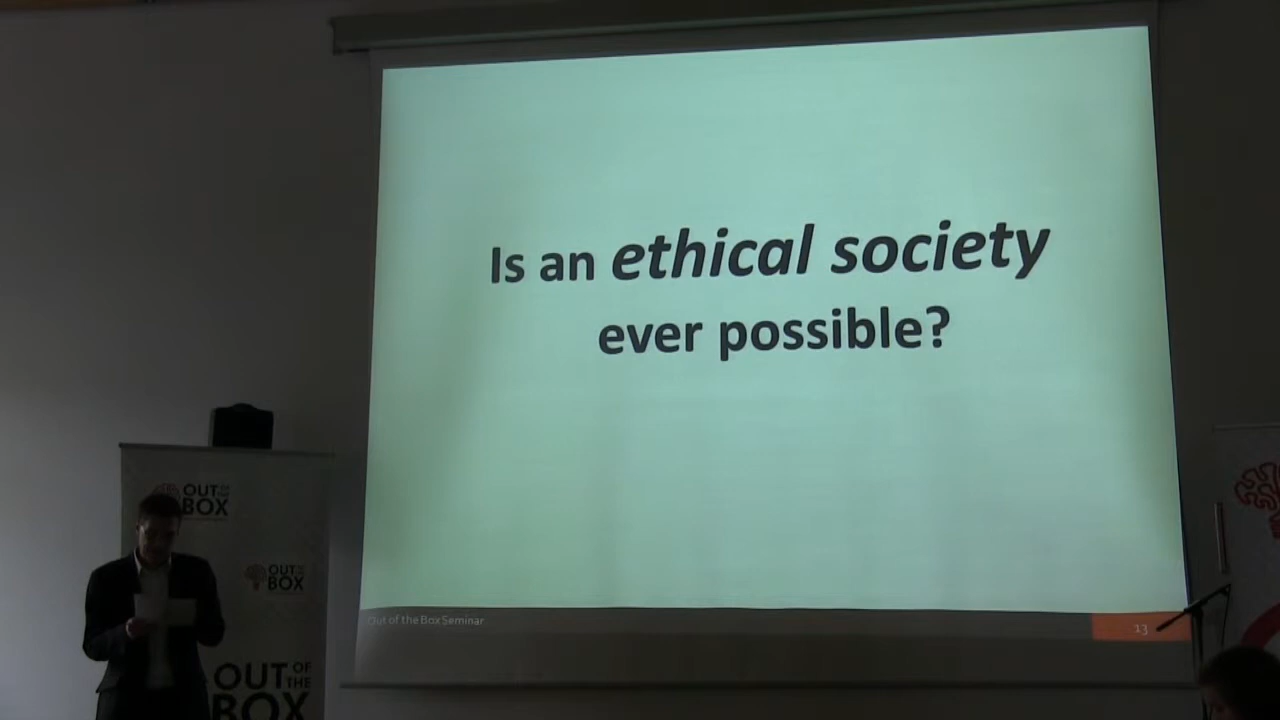 Is an ethical society
ever possible?
Out of the Box Seminar
13
OUT OF THE
BOX
OUT OF THE
BOX
OUT OF THE
BOX